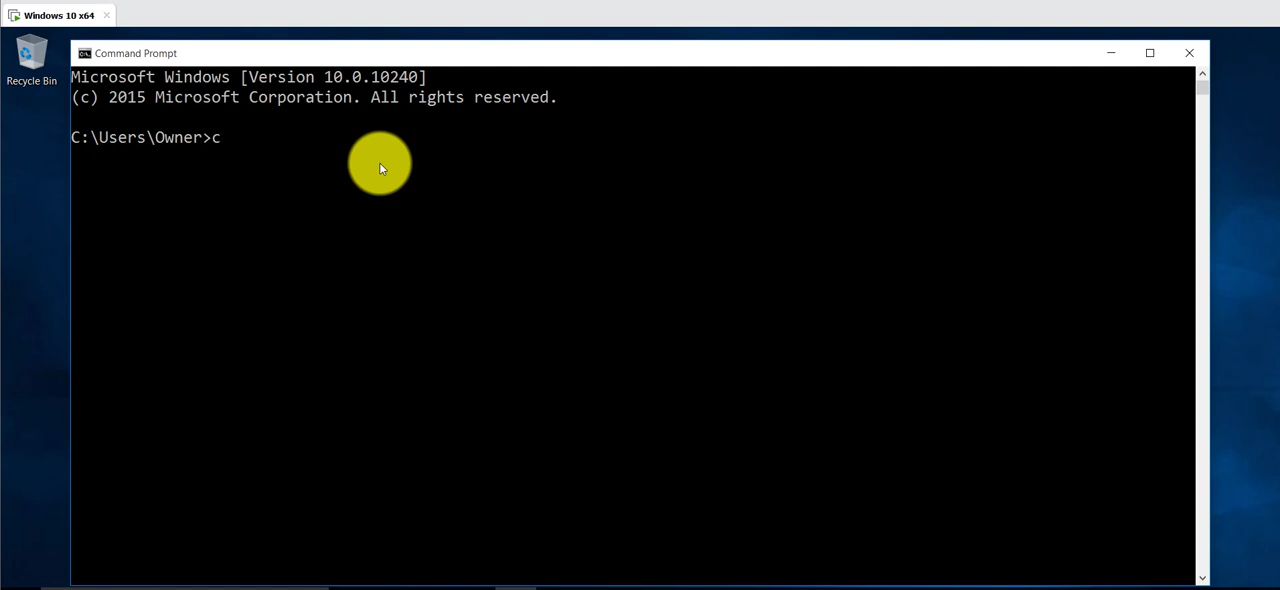 Windows 10 x64
Recycle Bin
Command Prompt
Microsoft Windows [Version 10.0.10240]
(c) 2015 Microsoft Corporation. All rights reserved.
C:\Users\Owner>c